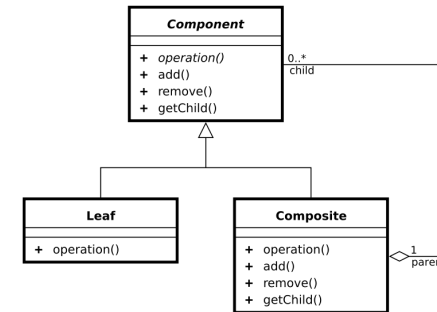 Component
+ operation()
+ add()
+ remove()
+ getChild()
0..*
child
Leaf
+ operation()
Composite
+ operation()
+ add()
+ remove()
+ getChild()
1